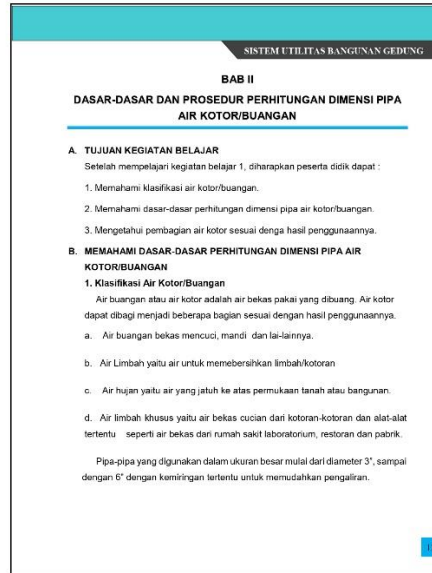 SISTEM UTILITAS BANGUNAN GEDUNG
BAB II
DASAR-DASAR DAN PROSEDUR PERHITUNGAN DIMENSI PIPA
AIR KOTOR/BUANGAN
A. TUJUAN KEGIATAN BELAJAR
Setelah mempelajari kegiatan belajar 1, diharapkan peserta didik dapat :
1. Memahami klasifikasi air kotor/buangan.
2. Memahami dasar-dasar perhitungan dimensi pipa air kotor/buangan.
3. Mengetahui pembagian air kotor sesuai denga hasil penggunaannya.
B. MEMAHAMI DASAR-DASAR PERHITUNGAN DIMENSI PIPA AIR
KOTOR/BUANGAN
1. Klasifikasi Air Kotor/Buangan
Air buangan atau air kotor adalah air bekas pakai yang dibuang. Air kotor
dapat dibagi menjadi beberapa bagian sesuai dengan hasil penggunaannya.
a. Air buangan bekas mencuci, mandi dan lai-lainnya.
b. Air Limbah yaitu air untuk memebersihkan limbah/kotoran
c. Air hujan yaitu air yang jatuh ke atas permukaan tanah atau bangunan.
d. Air limbah khusus yaitu air bekas cucian dari kotoran-kotoran dan alat-alat
tertentu seperti air bekas dari rumah sakit laboratorium, restoran dan pabrik.
Pipa-pipa yang digunakan dalam ukuran besar mulai dari diameter 3", sampai
dengan 6" dengan kemiringan tertentu untuk memudahkan pengaliran.